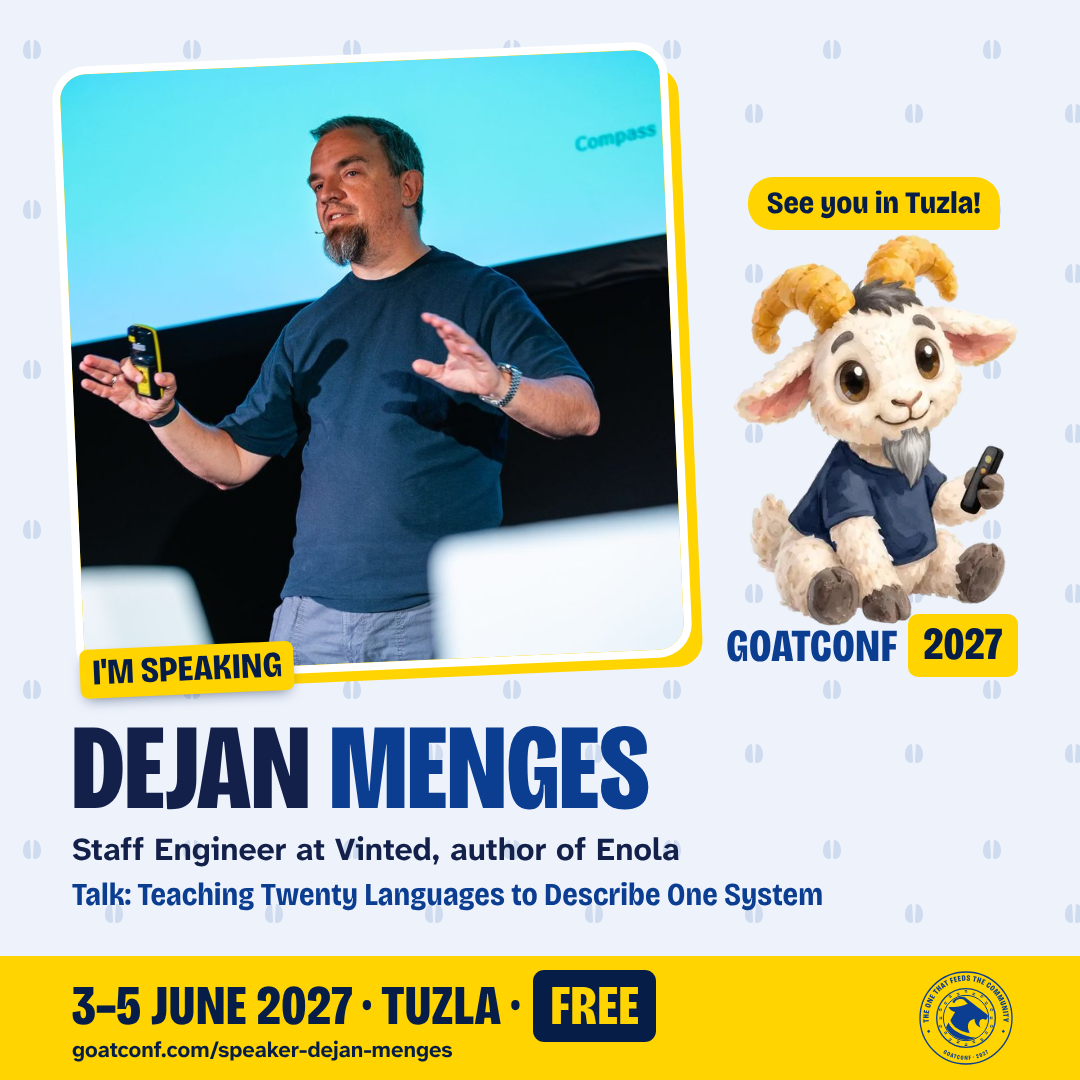 Compass
See you in Tuzla!
GOATCONF 2027
I'M SPEAKING
DEJAN MENGES
Staff Engineer at Vinted, author of Enola
Talk: Teaching Twenty Languages to Describe One System
3–5 JUNE 2027 · TUZLA · FREE
goatconf.com/speaker-dejan-menges
THE ONE THAT FEEDS THE COMMUNITY
GOATCONF · 2027